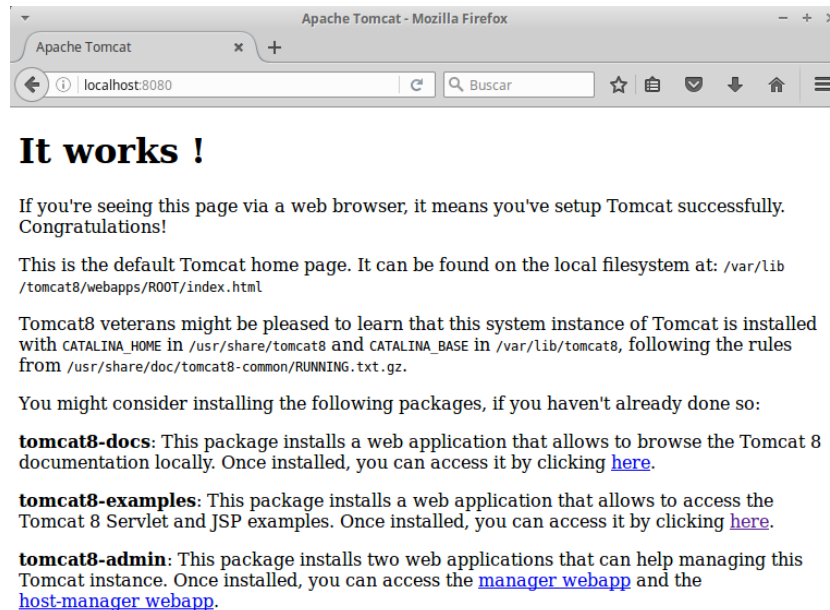 Apache Tomcat - Mozilla Firefox
Apache Tomcat
localhost:8080
Buscar
It works !
If you're seeing this page via a web browser, it means you've setup Tomcat successfully.
Congratulations!
This is the default Tomcat home page. It can be found on the local filesystem at: /var/lib
/tomcat8/webapps/ROOT/index.html
Tomcat8 veterans might be pleased to learn that this system instance of Tomcat is installed
with CATALINA_HOME in /usr/share/tomcat8 and CATALINA_BASE in /var/lib/tomcat8, following the rules
from /usr/share/doc/tomcat8-common/RUNNING.txt.gz.
You might consider installing the following packages, if you haven't already done so:
tomcat8-docs: This package installs a web application that allows to browse the Tomcat 8
documentation locally. Once installed, you can access it by clicking here.
tomcat8-examples: This package installs a web application that allows to access the
Tomcat 8 Servlet and JSP examples. Once installed, you can access it by clicking here.
tomcat8-admin: This package installs two web applications that can help managing this
Tomcat instance. Once installed, you can access the manager webapp and the
host-manager webapp.